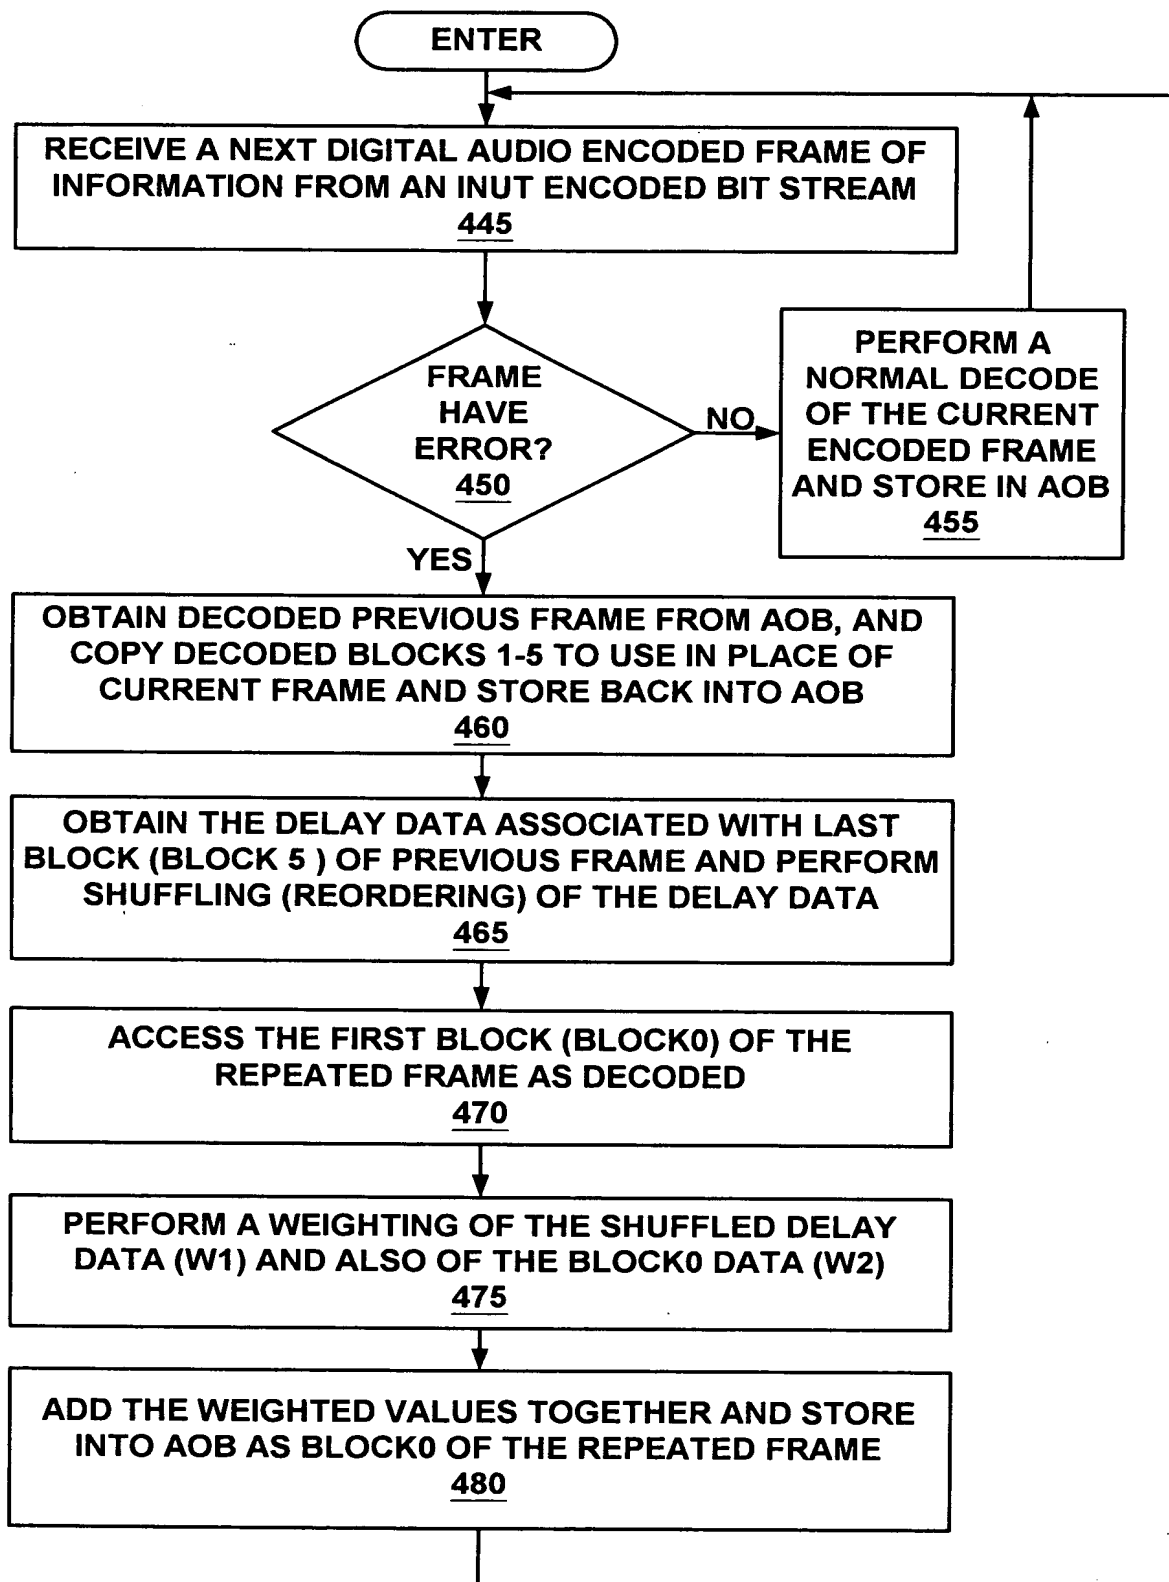 ENTER
RECEIVE A NEXT DIGITAL AUDIO ENCODED FRAME OF
INFORMATION FROM AN INUT ENCODED BIT STREAM
445
FRAME
HAVE
ERROR?
450
NO
PERFORM A
NORMAL DECODE
OF THE CURRENT
ENCODED FRAME
AND STORE IN AOB
455
YES
OBTAIN DECODED PREVIOUS FRAME FROM AOB, AND
COPY DECODED BLOCKS 1-5 TO USE IN PLACE OF
CURRENT FRAME AND STORE BACK INTO AOB
460
OBTAIN THE DELAY DATA ASSOCIATED WITH LAST
BLOCK (BLOCK 5 ) OF PREVIOUS FRAME AND PERFORM
SHUFFLING (REORDERING) OF THE DELAY DATA
465
ACCESS THE FIRST BLOCK (BLOCK0) OF THE
REPEATED FRAME AS DECODED
470
PERFORM A WEIGHTING OF THE SHUFFLED DELAY
DATA (W1) AND ALSO OF THE BLOCK0 DATA (W2)
475
ADD THE WEIGHTED VALUES TOGETHER AND STORE
INTO AOB AS BLOCK0 OF THE REPEATED FRAME
480